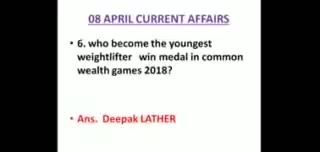 08 APRIL CURRENT AFFAIRS
• 6. who become the youngest
weightlifter win medal in common
wealth games 2018?
• Ans. Deepak LATHER